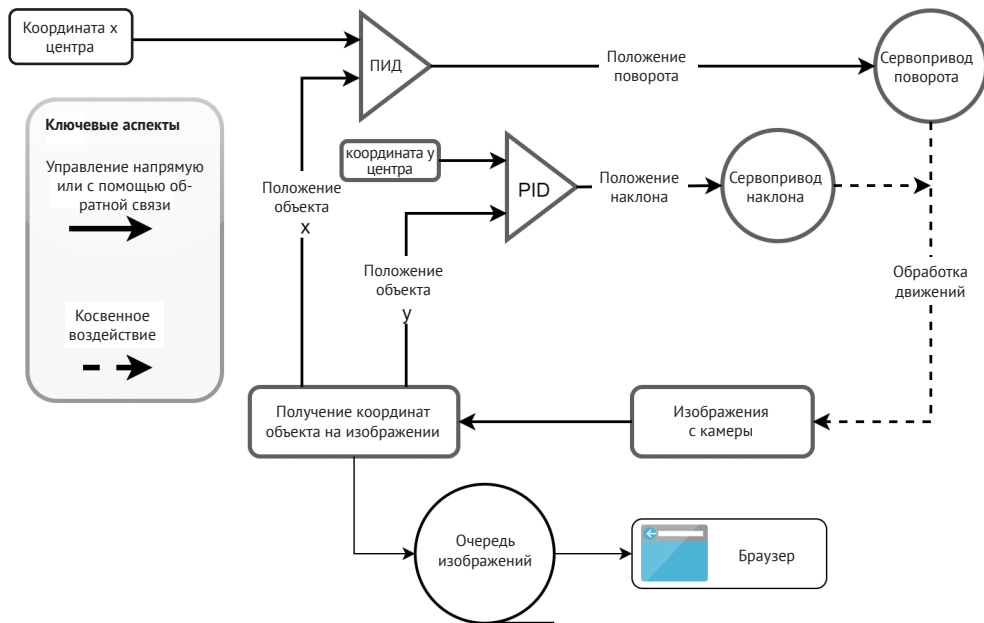 Координата x
центра
ПИД
Положение
поворота
Сервопривод
поворота
Ключевые аспекты
Управление напрямую
или с помощью об-
ратной связи
Косвенное
воздействие
Положение
объекта
x
координата y
центра
PID
Положение
наклона
Сервопривод
наклона
Положение
объекта
y
Обработка
движений
Получение координат
объекта на изображении
Изображения
с камеры
Очередь
изображений
Браузер